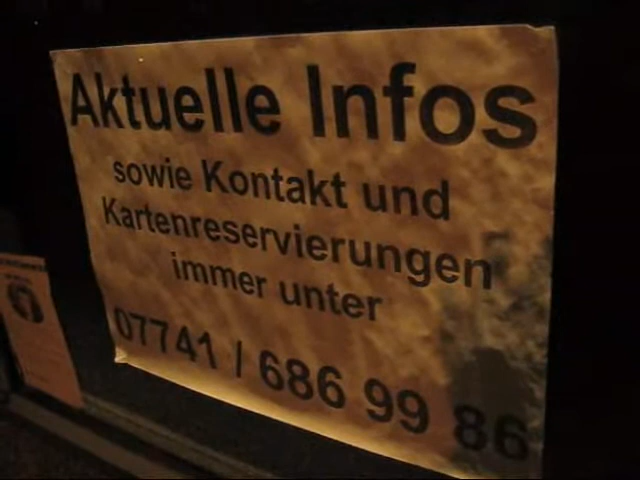 Aktuelle Infos
sowie Kontakt und
Kartenreservierungen
immer unter
07741 / 686 99 86